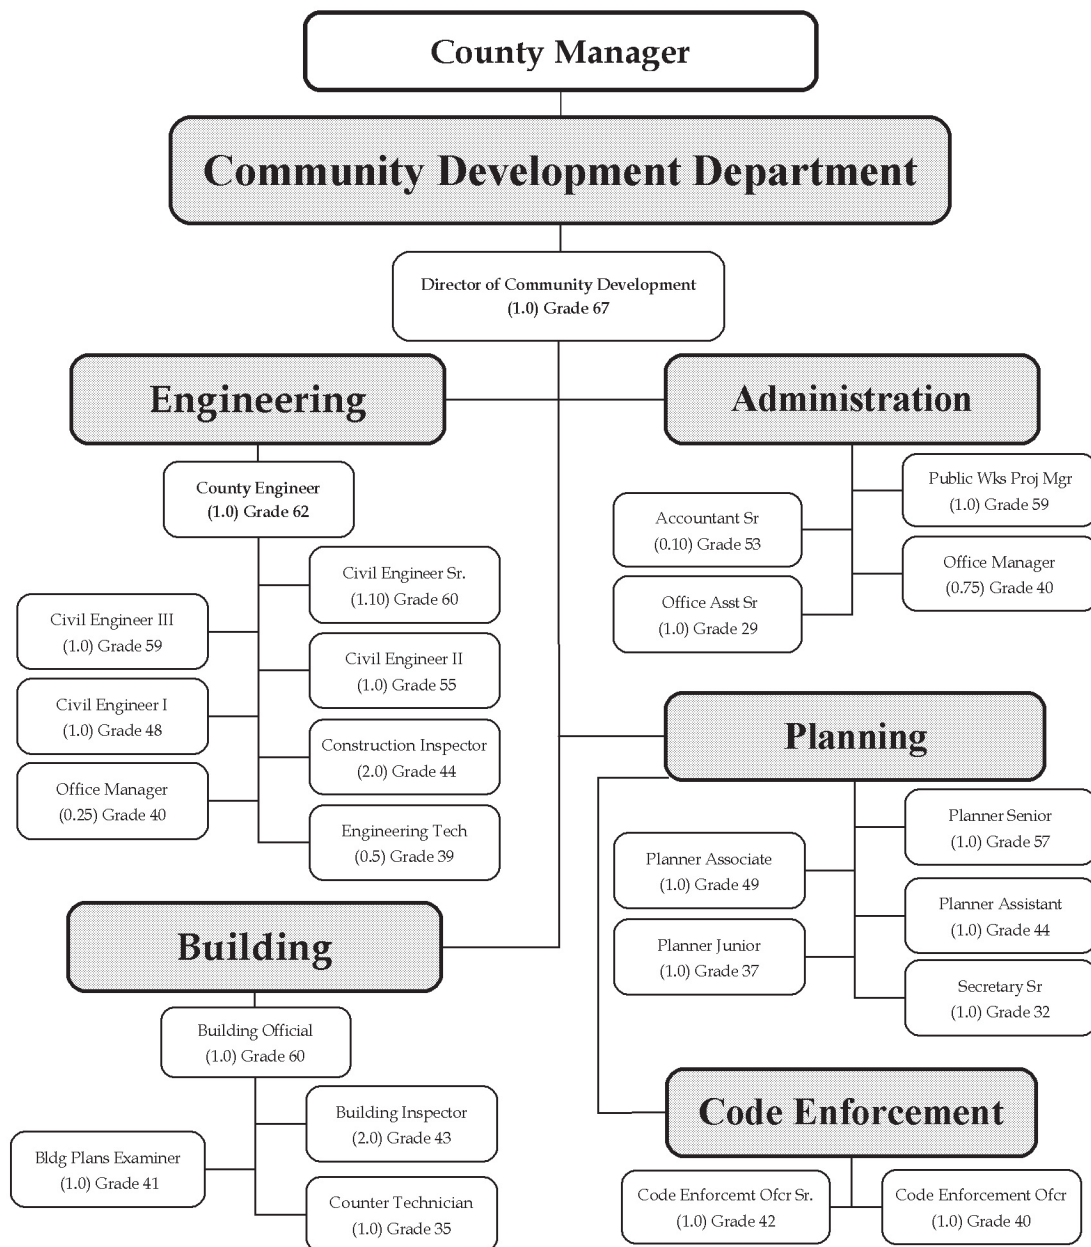 County Manager
Community Development Department
Director of Community Development
(1.0) Grade 67
Engineering
County Engineer
(1.0) Grade 62
Civil Engineer Sr.
(1.10) Grade 60
Civil Engineer III
(1.0) Grade 59
Civil Engineer II
(1.0) Grade 55
Civil Engineer I
(1.0) Grade 48
Construction Inspector
(2.0) Grade 44
Office Manager
(0.25) Grade 40
Engineering Tech
(0.5) Grade 39
Administration
Public Wks Proj Mgr
(1.0) Grade 59
Accountant Sr
(0.10) Grade 53
Office Manager
(0.75) Grade 40
Office Asst Sr
(1.0) Grade 29
Planning
Planner Senior
(1.0) Grade 57
Planner Associate
(1.0) Grade 49
Planner Assistant
(1.0) Grade 44
Planner Junior
(1.0) Grade 37
Secretary Sr
(1.0) Grade 32
Building
Building Official
(1.0) Grade 60
Building Inspector
(2.0) Grade 43
Bldg Plans Examiner
(1.0) Grade 41
Counter Technician
(1.0) Grade 35
Code Enforcement
Code Enforcemt Ofcr Sr.
(1.0) Grade 42
Code Enforcement Ofcr
(1.0) Grade 40